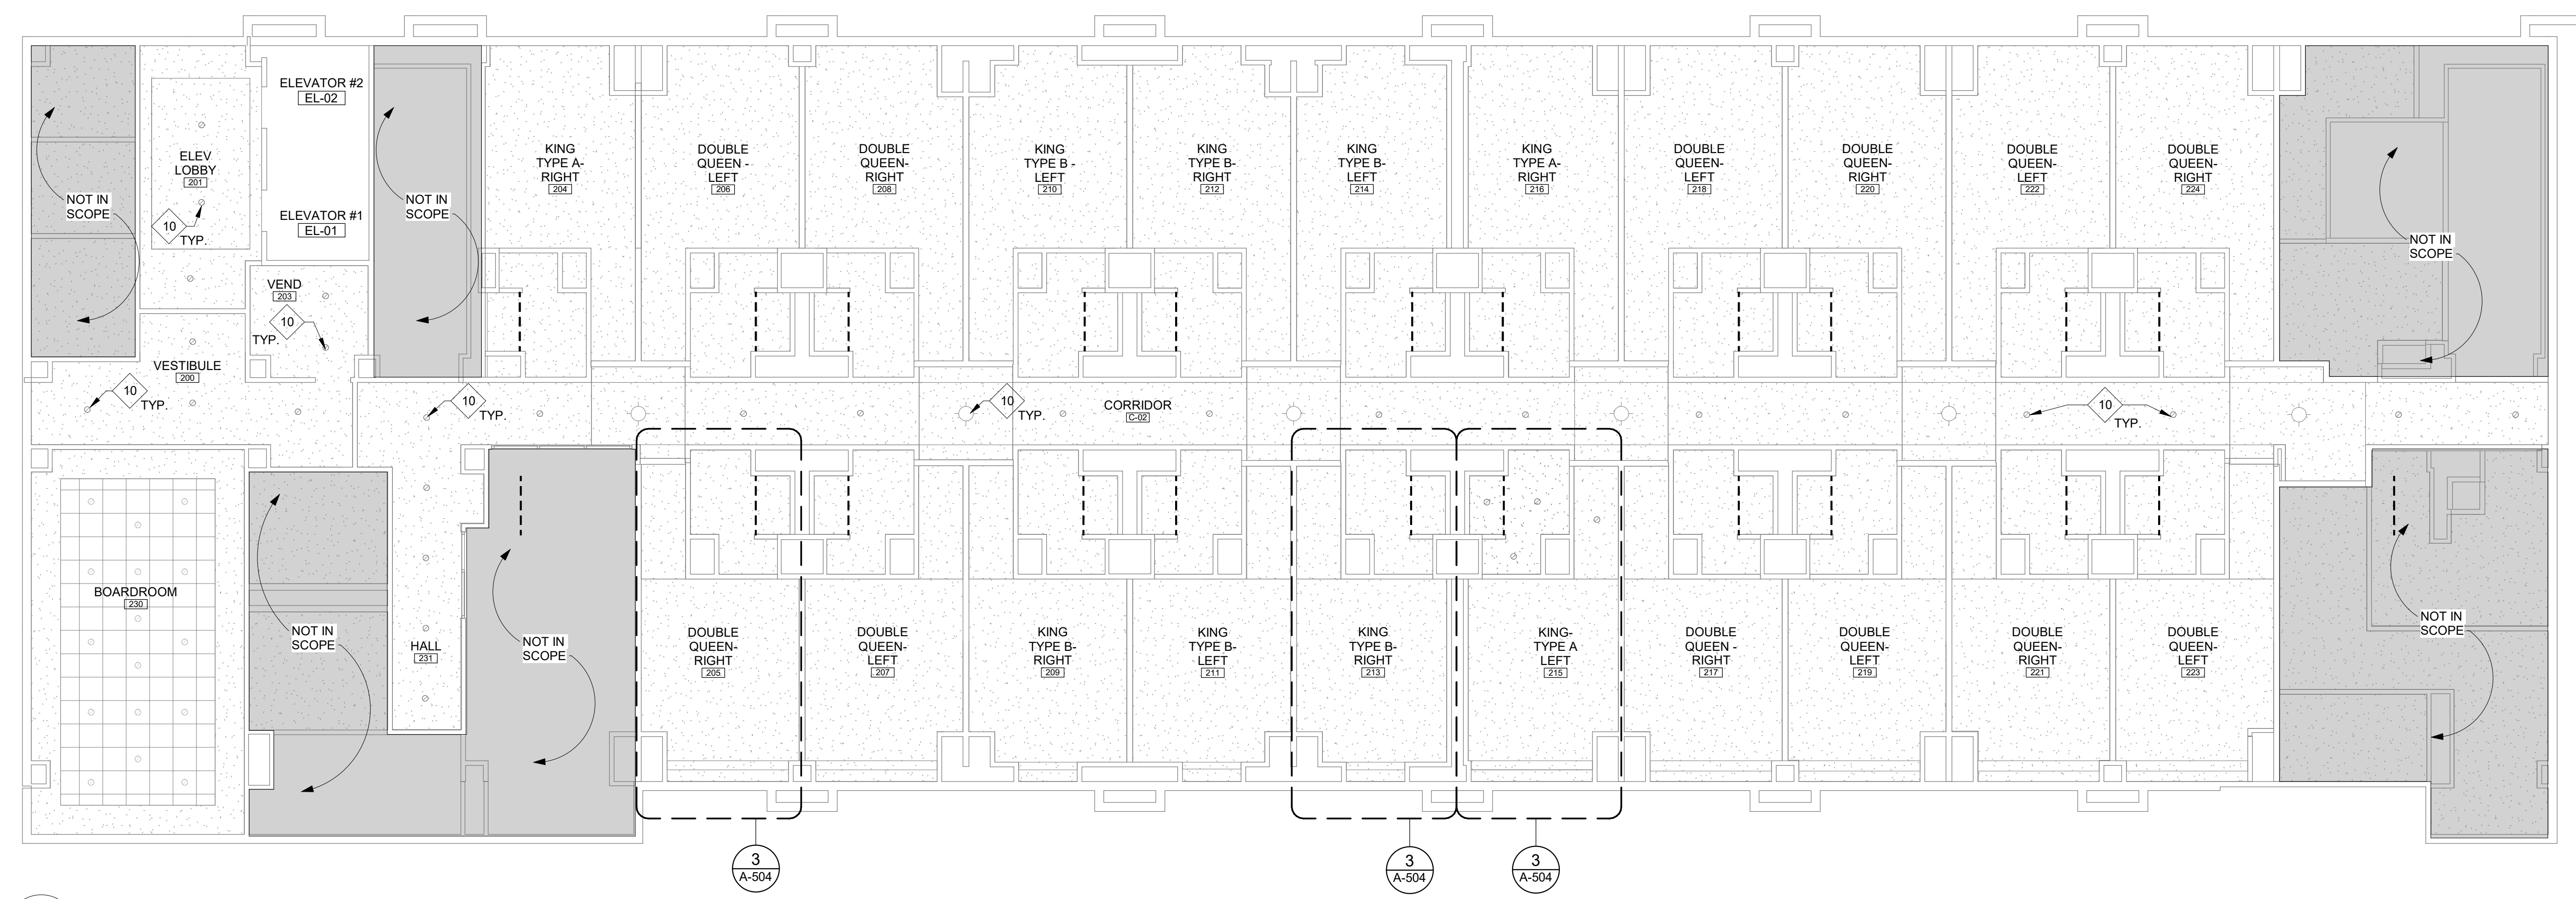 ELEVATOR #2
EL-02
ELEV
LOBBY
201
NOT IN
SCOPE
10
TYP.
ELEVATOR #1
EL-01
NOT IN
SCOPE
VEND
203
10
TYP.
VESTIBULE
200
10
TYP.
KING
TYPE A-
RIGHT
204
DOUBLE
QUEEN -
LEFT
206
DOUBLE
QUEEN-
RIGHT
208
KING
TYPE B -
LEFT
210
KING
TYPE B-
RIGHT
212
KING
TYPE B-
LEFT
214
KING
TYPE A-
RIGHT
216
DOUBLE
QUEEN-
LEFT
218
DOUBLE
QUEEN-
RIGHT
220
DOUBLE
QUEEN-
LEFT
222
DOUBLE
QUEEN-
RIGHT
224
NOT IN
SCOPE
10
TYP.
10
TYP.
CORRIDOR
C-02
10
TYP.
BOARDROOM
230
NOT IN
SCOPE
HALL
231
NOT IN
SCOPE
DOUBLE
QUEEN-
RIGHT
205
DOUBLE
QUEEN-
LEFT
207
KING
TYPE B-
RIGHT
209
KING
TYPE B-
LEFT
211
KING
TYPE B-
RIGHT
213
KING-
TYPE A
LEFT
215
DOUBLE
QUEEN -
RIGHT
217
DOUBLE
QUEEN-
LEFT
219
DOUBLE
QUEEN-
RIGHT
221
DOUBLE
QUEEN-
LEFT
223
NOT IN
SCOPE
3
A-504
3
A-504
3
A-504